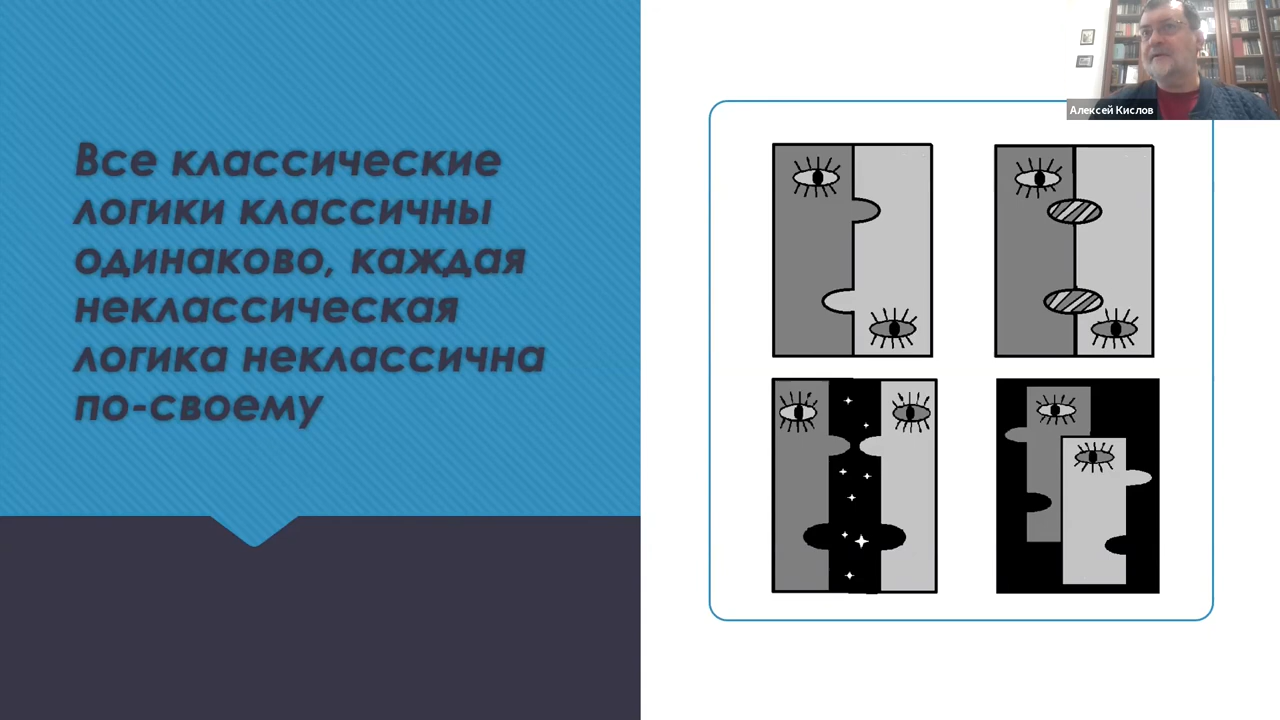 Все классические
логики классичны
одинаково, каждая
неклассическая
логика неклассична
по-своему
Алексей Кислов